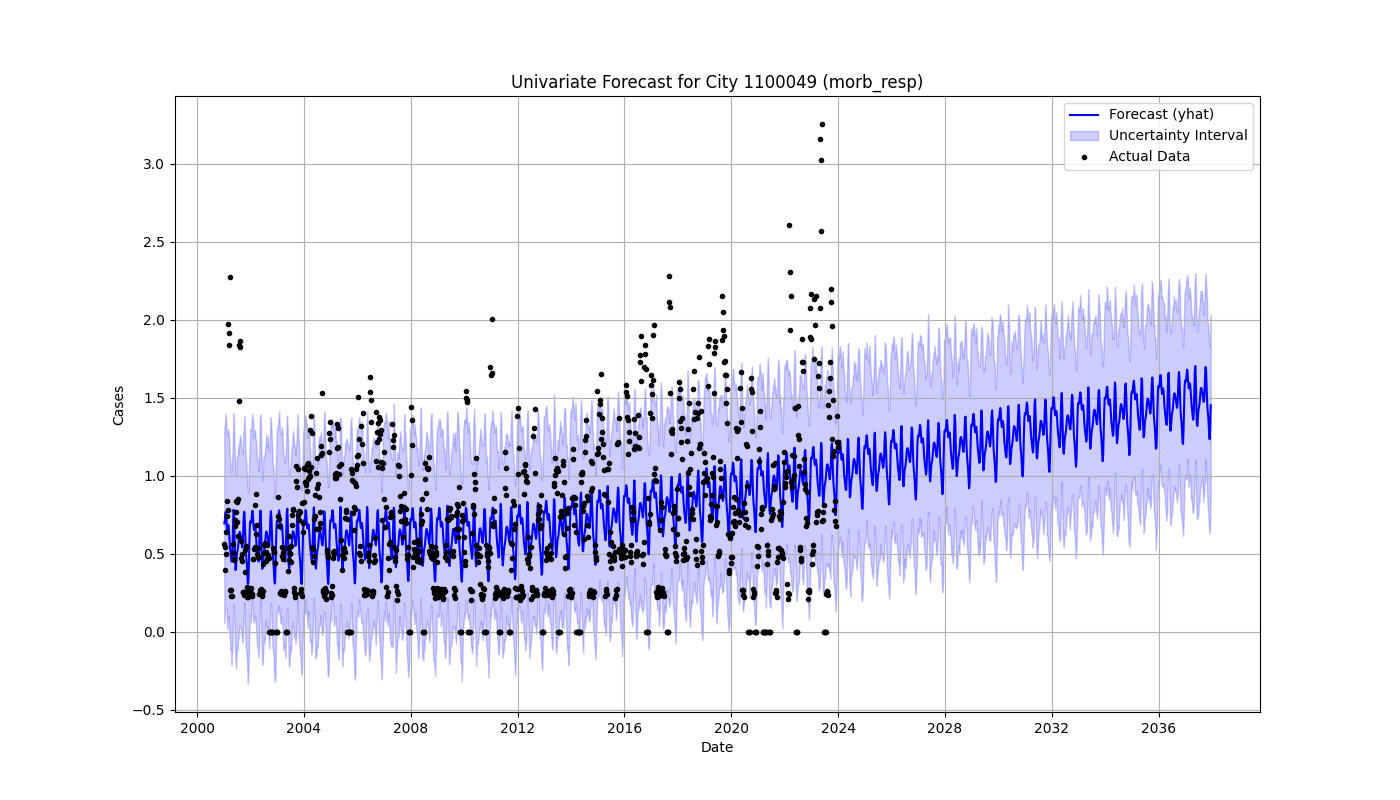 Univariate Forecast for City 1100049 (morb_resp)
Forecast (yhat)
Uncertainty Interval
Actual Data
Cases
3.0
2.5
2.0
1.5
1.0
0.5
0.0
−0.5
2000 2004 2008 2012 2016 2020 2024 2028 2032 2036
Date